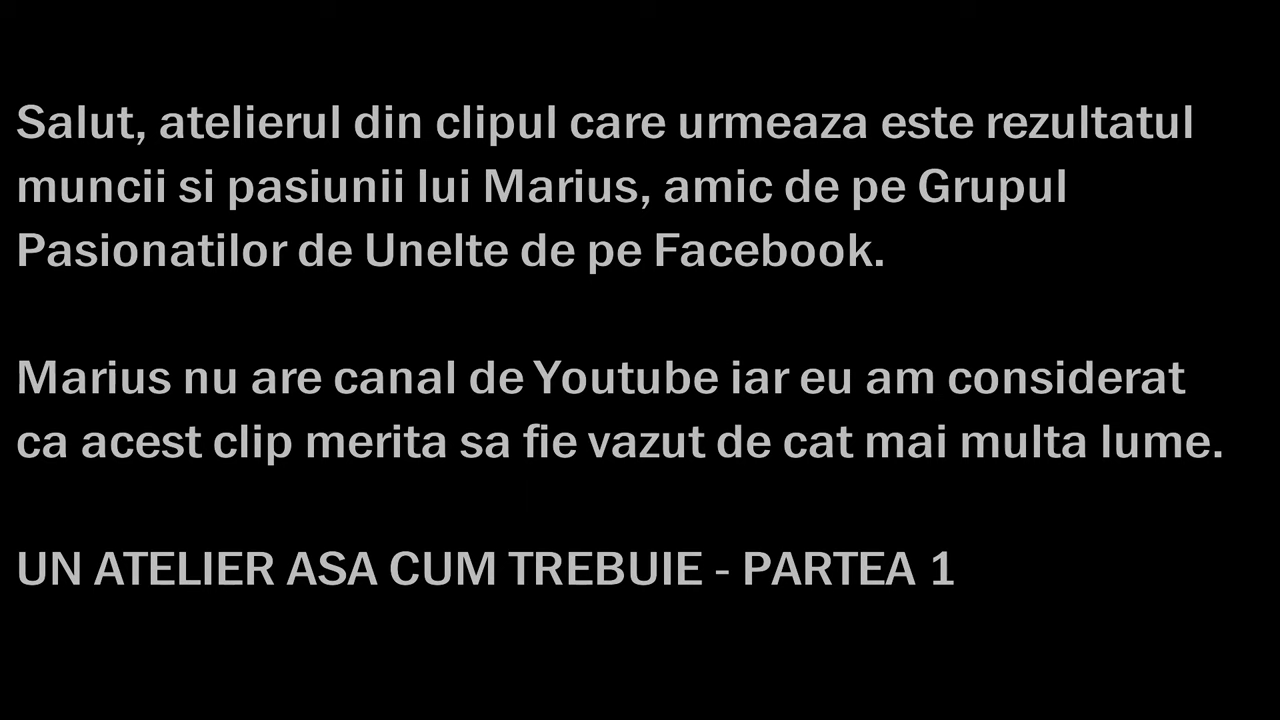 Salut, atelierul din clipul care urmeaza este rezultatul
muncii si pasiunii lui Marius, amic de pe Grupul
Pasionatilor de Unelte de pe Facebook.
Marius nu are canal de Youtube iar eu am considerat
ca acest clip merita sa fie vazut de cat mai multa lume.
UN ATELIER ASA CUM TREBUIE - PARTEA 1